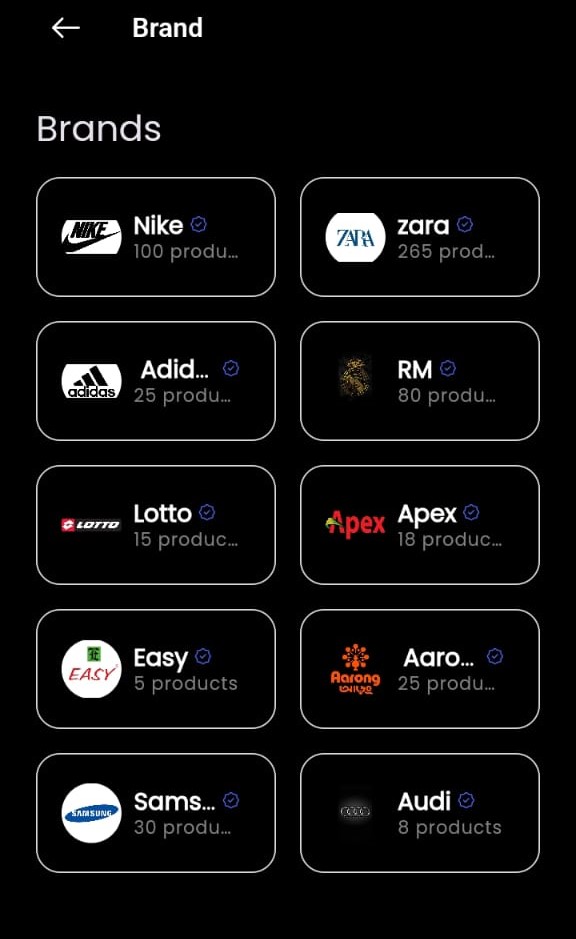 Brand
Brands
NIKE
Nike
100 produ...
ZARA
zara
265 prod...
adidas
Adid...
25 produ...
RM
80 produ...
LOTTO
Lotto
15 produc...
Apex
Apex
18 produc...
EASY
Easy
5 products
Aarong
আড়ং
Aaro...
25 produ...
SAMSUNG
Sams...
30 produ...
Audi
8 products